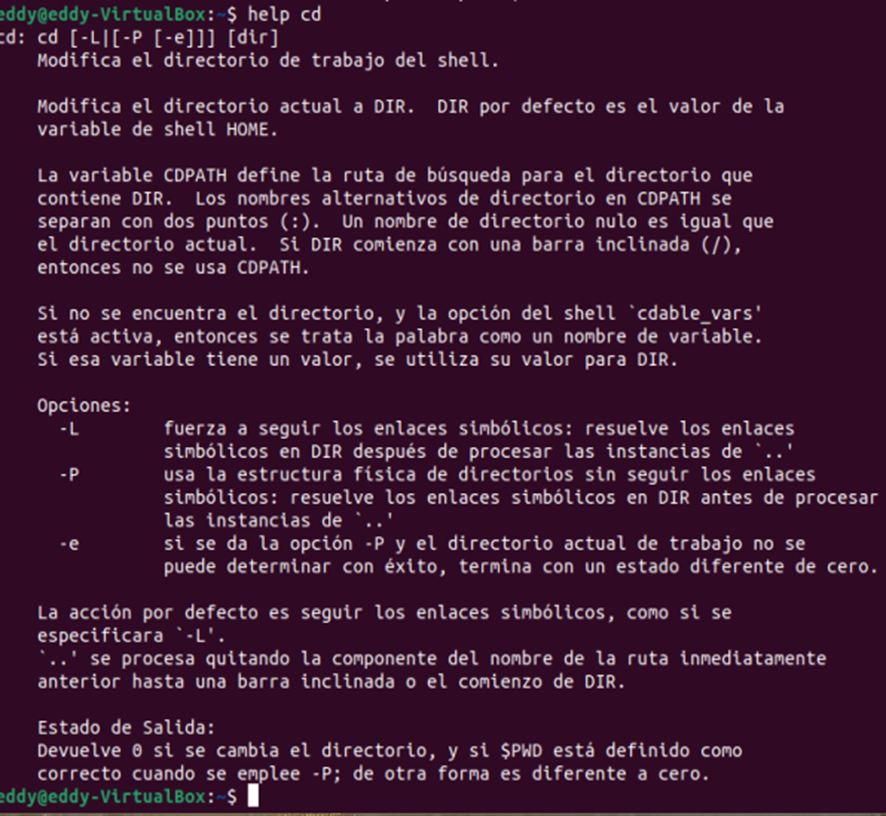 eddy@eddy-VirtualBox:~$ help cd
cd: cd [-L|[-P [-e]]] [dir]
Modifica el directorio de trabajo del shell.
Modifica el directorio actual a DIR.  DIR por defecto es el valor de la
variable de shell HOME.
La variable CDPATH define la ruta de búsqueda para el directorio que
contiene DIR.  Los nombres alternativos de directorio en CDPATH se
separan con dos puntos (:).  Un nombre de directorio nulo es igual que
el directorio actual.  Si DIR comienza con una barra inclinada (/),
entonces no se usa CDPATH.
Si no se encuentra el directorio, y la opción del shell `cdable_vars'
está activa, entonces se trata la palabra como un nombre de variable.
Si esa variable tiene un valor, se utiliza su valor para DIR.
Opciones:
-L fuerza a seguir los enlaces simbólicos: resuelve los enlaces
simbólicos en DIR después de procesar las instancias de `..'
-P usa la estructura física de directorios sin seguir los enlaces
simbólicos: resuelve los enlaces simbólicos en DIR antes de procesar
las instancias de `..'
-e si se da la opción -P y el directorio actual de trabajo no se
puede determinar con éxito, termina con un estado diferente de cero.
La acción por defecto es seguir los enlaces simbólicos, como si se
especificara `-L'.
`..' se procesa quitando la componente del nombre de la ruta inmediatamente
anterior hasta una barra inclinada o el comienzo de DIR.
Estado de Salida:
Devuelve 0 si se cambia el directorio, y si $PWD está definido como
correcto cuando se emplee -P; de otra forma es diferente a cero.
eddy@eddy-VirtualBox:~$